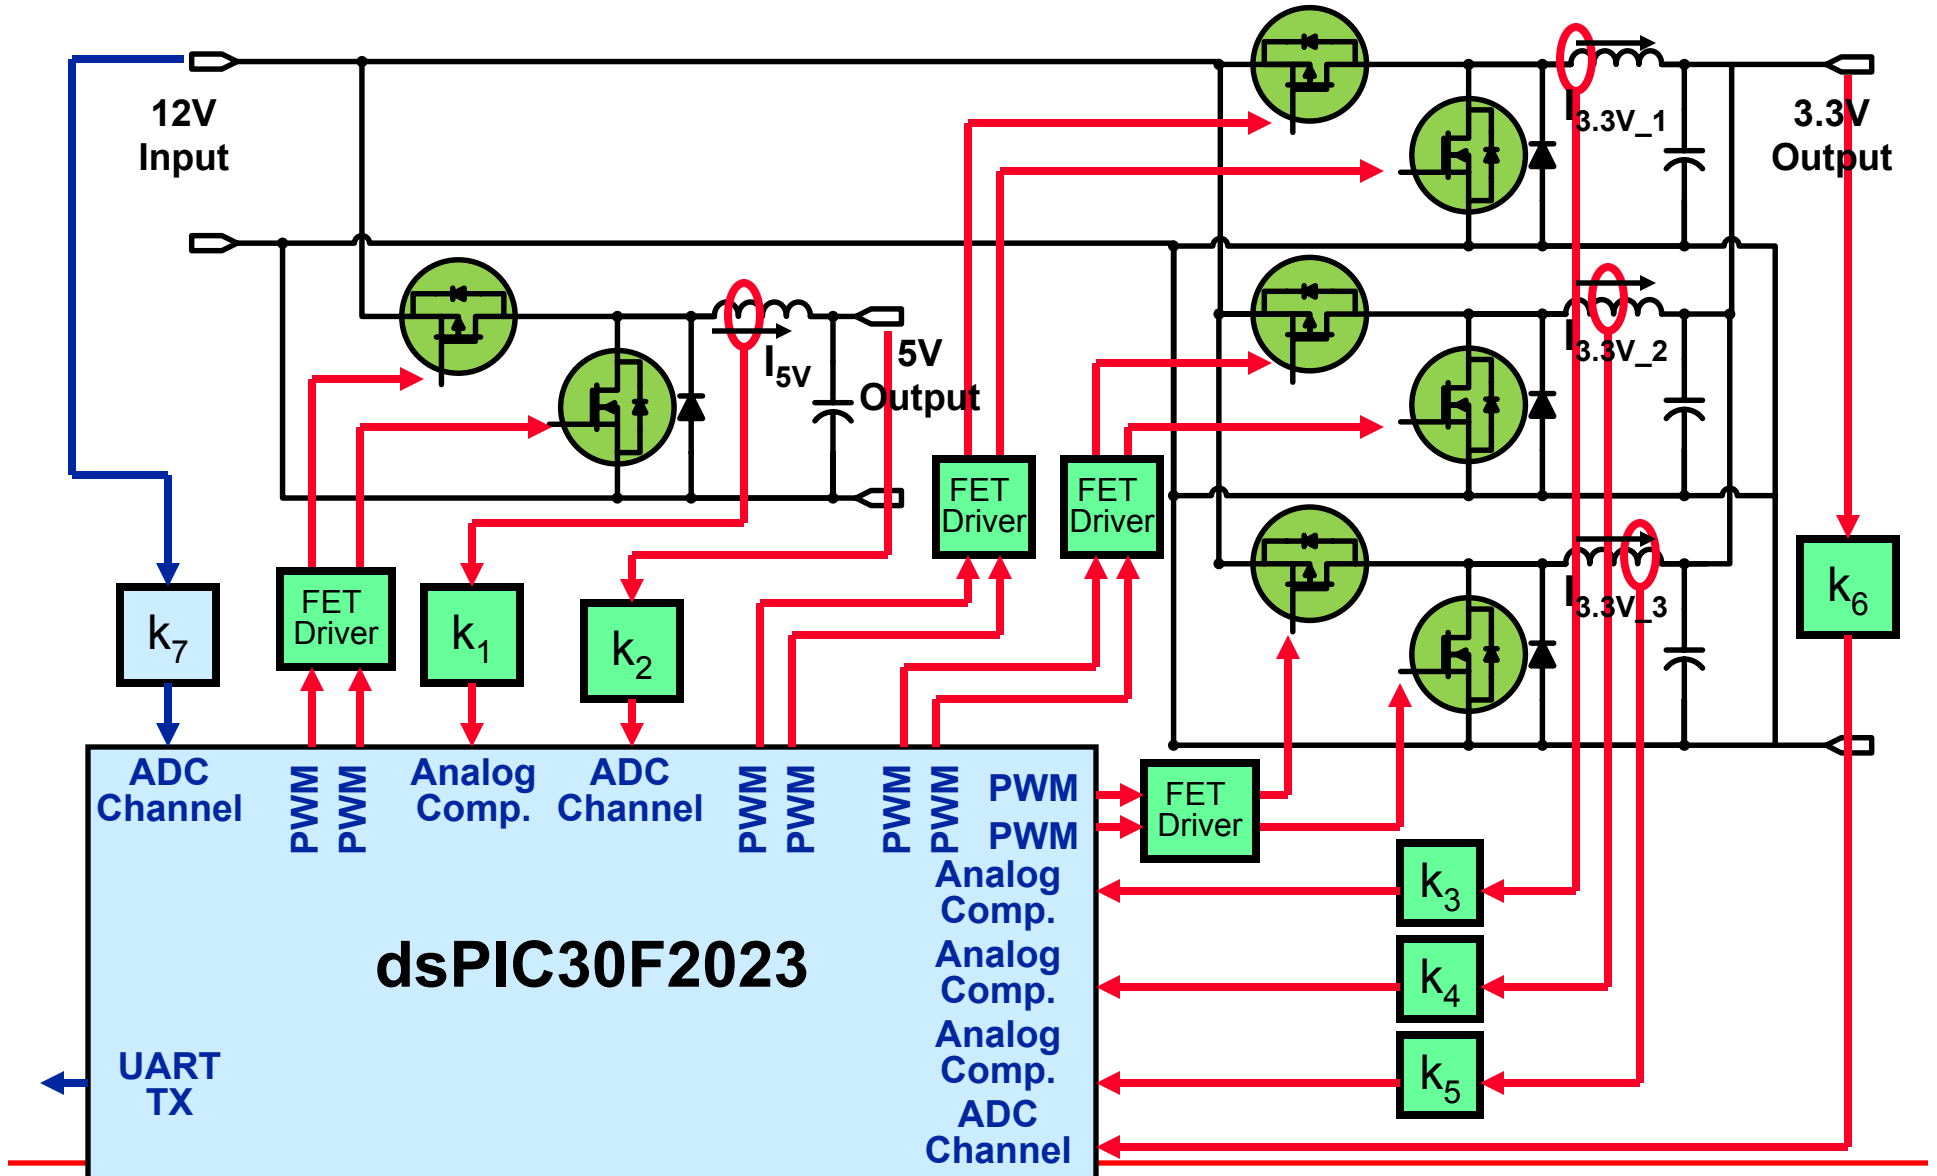 12V
Input
I3.3V_1
3.3V
Output
I5V
5V
Output
I3.3V_2
FET
Driver
FET
Driver
I3.3V_3
k7
FET
Driver
k1
k2
k6
ADC
Channel
PWM
PWM
Analog
Comp.
ADC
Channel
PWM
PWM
PWM
PWM
PWM
PWM
FET
Driver
Analog
Comp.
k3
dsPIC30F2023
Analog
Comp.
k4
Analog
Comp.
k5
UART
TX
ADC
Channel